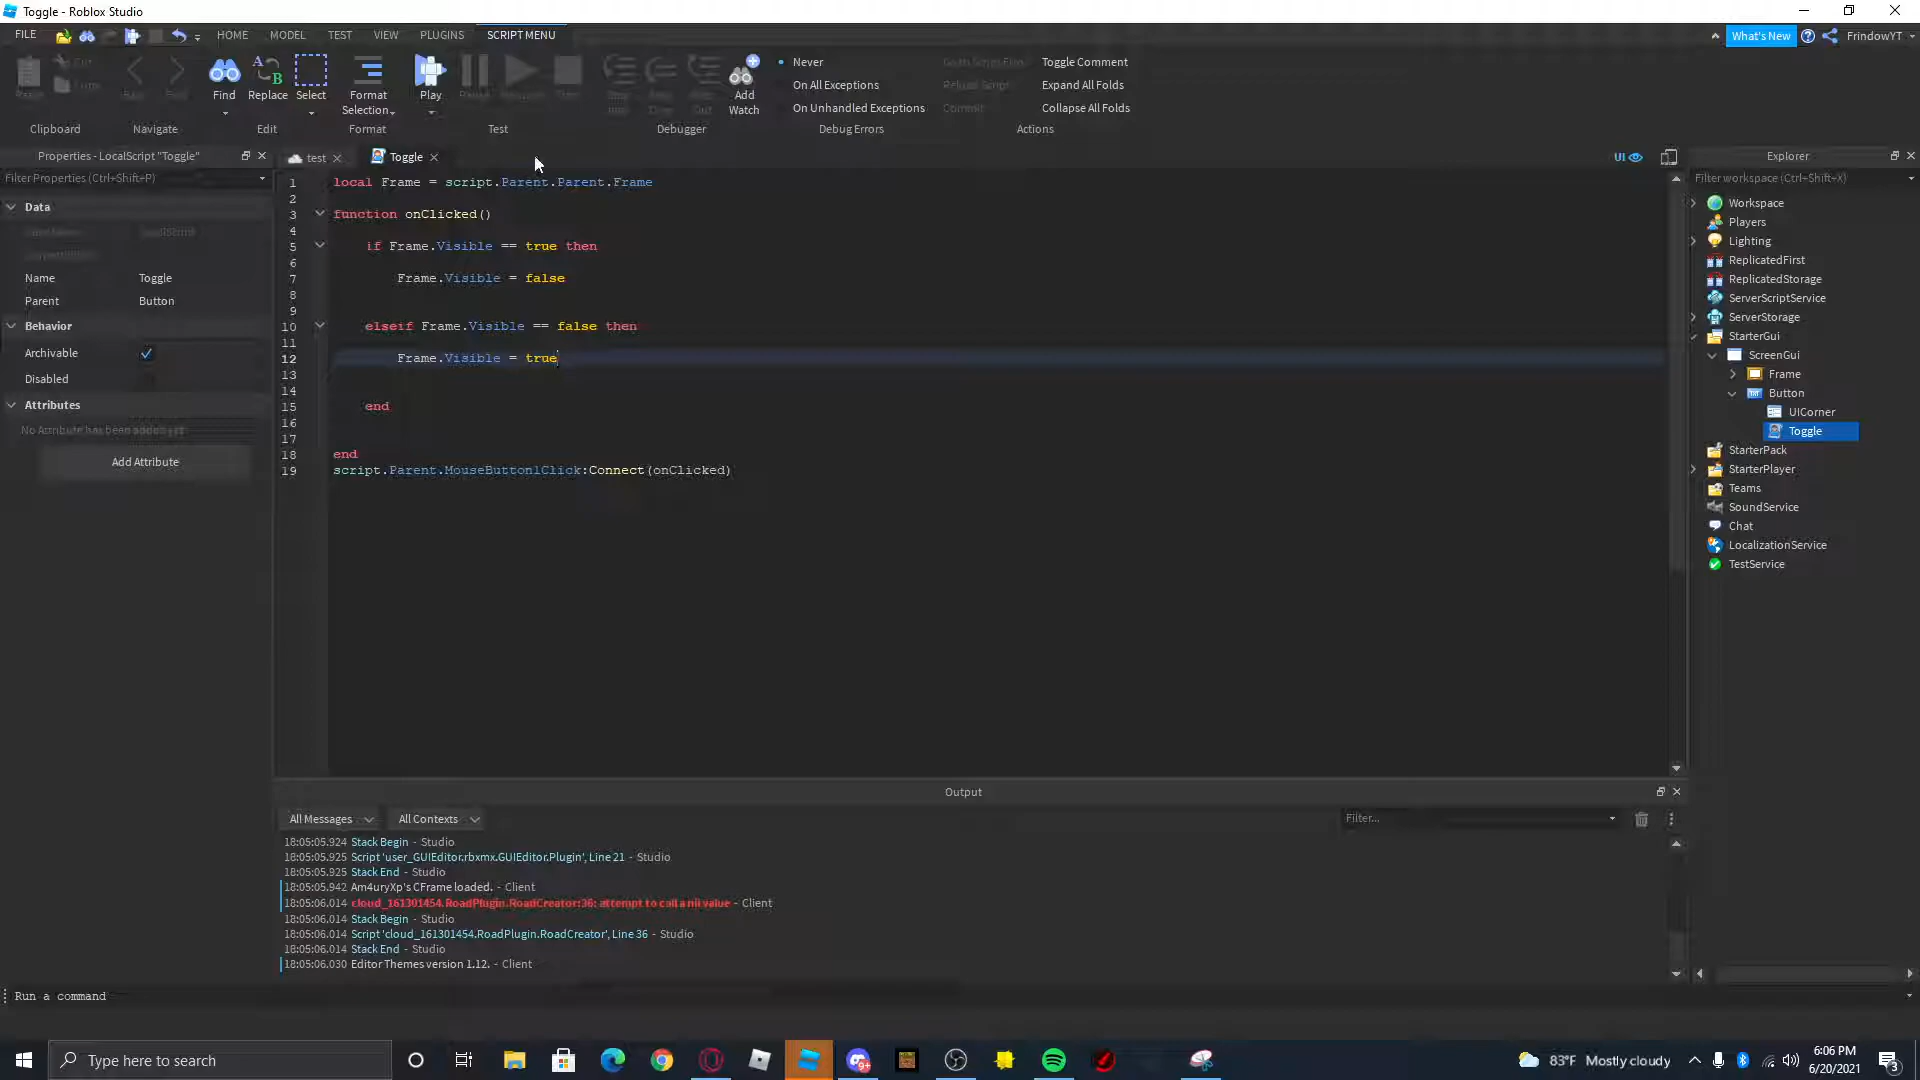 Toggle - Roblox Studio
FILE
HOME
MODEL
TEST
VIEW
PLUGINS
SCRIPT MENU
What's New
FrindowYT
Find
Replace
Select
Format
Selection
Play
Add
Watch
Never
On All Exceptions
On Unhandled Exceptions
Toggle Comment
Expand All Folds
Collapse All Folds
Clipboard
Navigate
Edit
Format
Test
Debugger
Debug Errors
Actions
Properties - LocalScript "Toggle"
Filter Properties (Ctrl+Shift+P)
Data
Name Toggle
Parent Button
Behavior
Archivable
Disabled
Attributes
No Attribute has been added yet
Add Attribute
test
Toggle
UI
1 local Frame = script.Parent.Parent.Frame
2
3 function onClicked()
4
5 if Frame.Visible == true then
6
7 Frame.Visible = false
8
9
10 elseif Frame.Visible == false then
11
12 Frame.Visible = true
13
14
15 end
16
17
18 end
19 script.Parent.MouseButton1Click:Connect(onClicked)
Explorer
Filter workspace (Ctrl+Shift+X)
Workspace
Players
Lighting
ReplicatedFirst
ReplicatedStorage
ServerScriptService
ServerStorage
StarterGui
ScreenGui
Frame
Button
UICorner
Toggle
StarterPack
StarterPlayer
Teams
SoundService
Chat
LocalizationService
TestService
Output
All Messages
All Contexts
Filter...
18:05:05.924 Stack Begin - Studio
18:05:05.925 Script 'user_GUIEditor.rbxmx.GUIEditor.Plugin', Line 21 - Studio
18:05:05.925 Stack End - Studio
18:05:05.942 Am4uryXp's CFrame loaded. - Client
18:05:06.014 cloud_161301454.RoadPlugin.RoadCreator:36: attempt to call a nil value - Client
18:05:06.014 Stack Begin - Studio
18:05:06.014 Script 'cloud_161301454.RoadPlugin.RoadCreator', Line 36 - Studio
18:05:06.014 Stack End - Studio
18:05:06.030 Editor Themes version 1.12. - Client
Run a command
Type here to search
9+
83°F Mostly cloudy
6:06 PM
6/20/2021
3